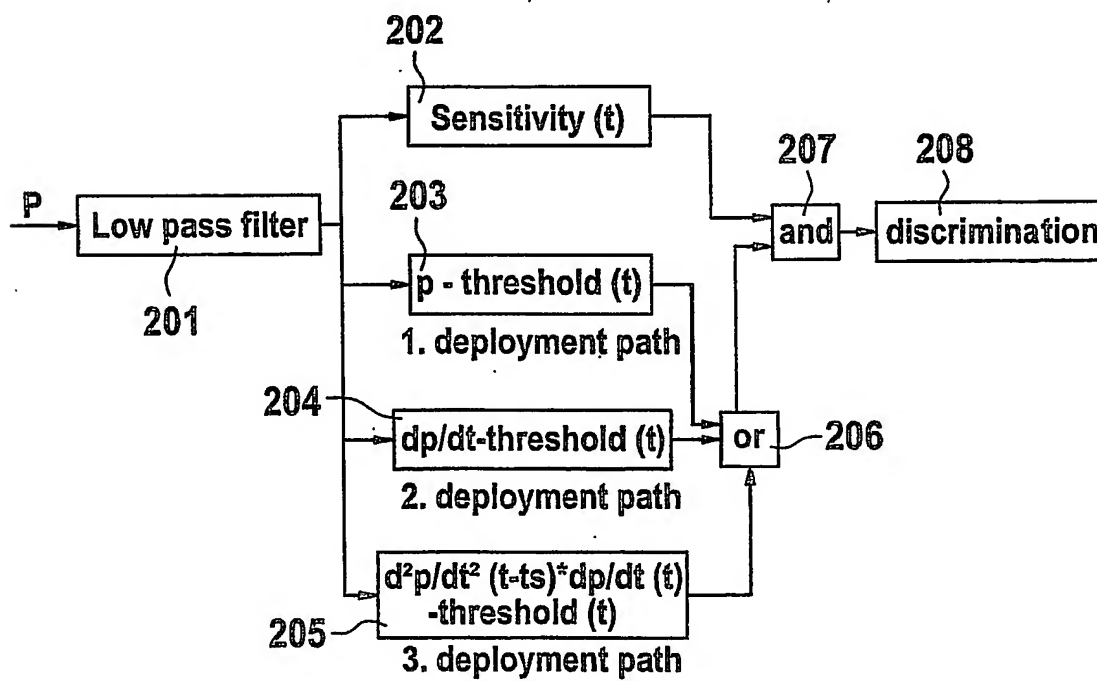 202
Sensitivity (t)
207
208
P
Low pass filter
203
and
discrimination
201
p - threshold (t)
1. deployment path
204
dp/dt-threshold (t)
or
206
2. deployment path
d²p/dt² (t-ts)*dp/dt (t)
-threshold (t)
205
3. deployment path